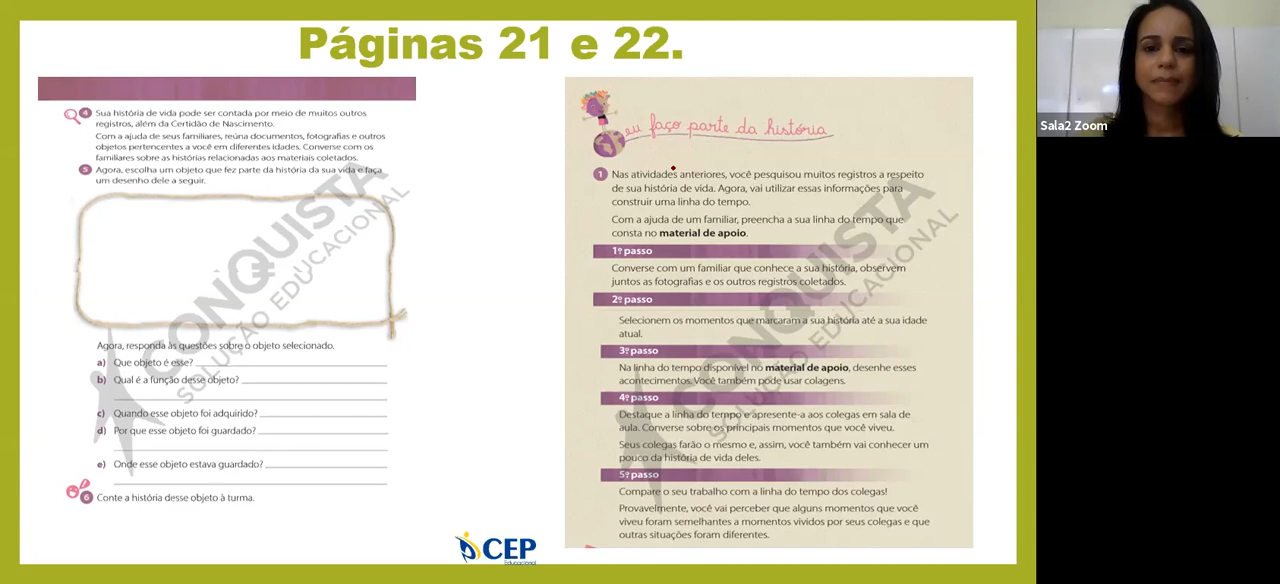 Páginas 21 e 22.
4 Sua história de vida pode ser contada por meio de muitos outros
registros, além da Certidão de Nascimento.
Com a ajuda de seus familiares, reúna documentos, fotografias e outros
objetos pertencentes a você em diferentes idades. Converse com os
familiares sobre as histórias relacionadas aos materiais coletados.
5 Agora, escolha um objeto que fez parte da história da sua vida e faça
um desenho dele a seguir.
Agora, responda às questões sobre o objeto selecionado.
a) Que objeto é esse?
b) Qual é a função desse objeto?
c) Quando esse objeto foi adquirido?
d) Por que esse objeto foi guardado?
e) Onde esse objeto estava guardado?
6 Conte a história desse objeto à turma.
CONQUISTA
SOLUÇÃO EDUCACIONAL
eu faço parte da história
1 Nas atividades anteriores, você pesquisou muitos registros a respeito
de sua história de vida. Agora, vai utilizar essas informações para
construir uma linha do tempo.
Com a ajuda de um familiar, preencha a sua linha do tempo que
consta no material de apoio.
1º passo
Converse com um familiar que conhece a sua história, observem
juntos as fotografias e os outros registros coletados.
2º passo
Selecionem os momentos que marcaram a sua história até a sua idade
atual.
3º passo
Na linha do tempo disponível no material de apoio, desenhe esses
acontecimentos. Você também pode usar colagens.
4º passo
Destaque a linha do tempo e apresente-a aos colegas em sala de
aula. Converse sobre os principais momentos que você viveu.
Seus colegas farão o mesmo e, assim, você também vai conhecer um
pouco da história de vida deles.
5º passo
Compare o seu trabalho com a linha do tempo dos colegas!
Provavelmente, você vai perceber que alguns momentos que você
viveu foram semelhantes a momentos vividos por seus colegas e que
outras situações foram diferentes.
CONQUISTA
SOLUÇÃO EDUCACIONAL
CEP
Educacional
Sala2 Zoom